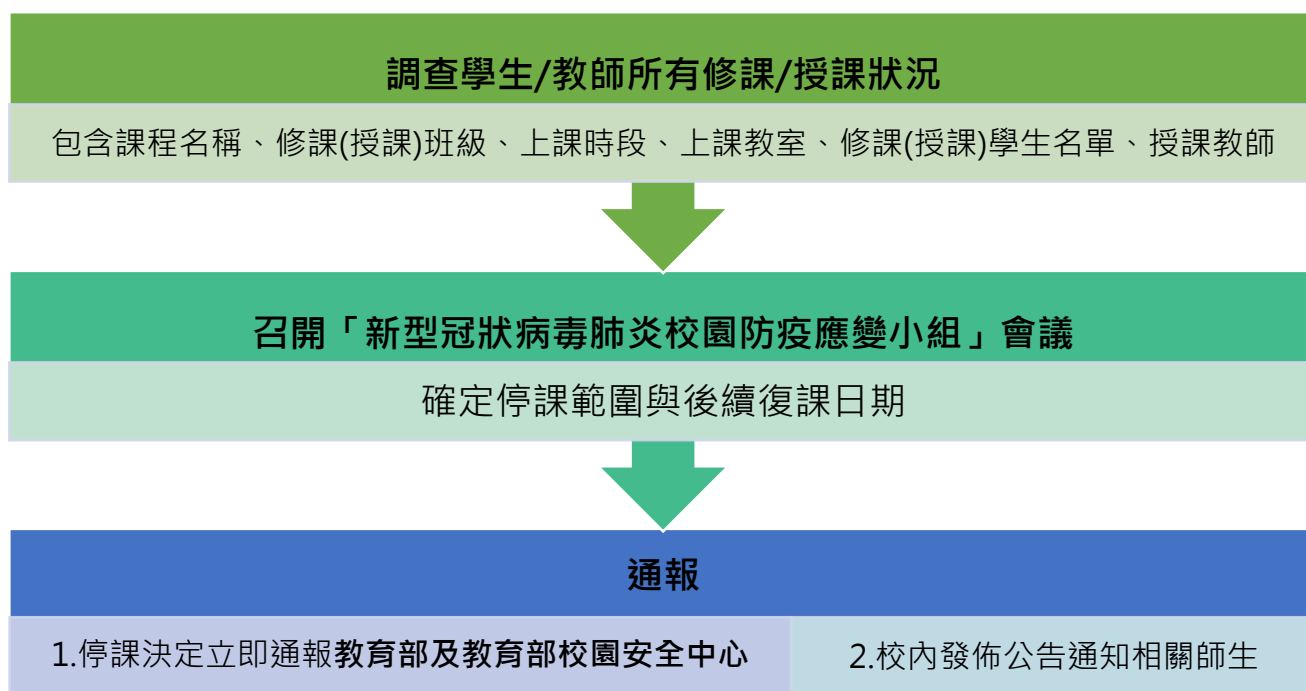 調查學生/教師所有修課/授課狀況
包含課程名稱、修課(授課)班級、上課時段、上課教室、修課(授課)學生名單、授課教師
召開「新型冠狀病毒肺炎校園防疫應變小組」會議
確定停課範圍與後續復課日期
通報
1.停課決定立即通報教育部及教育部校園安全中心
2.校內發佈公告通知相關師生